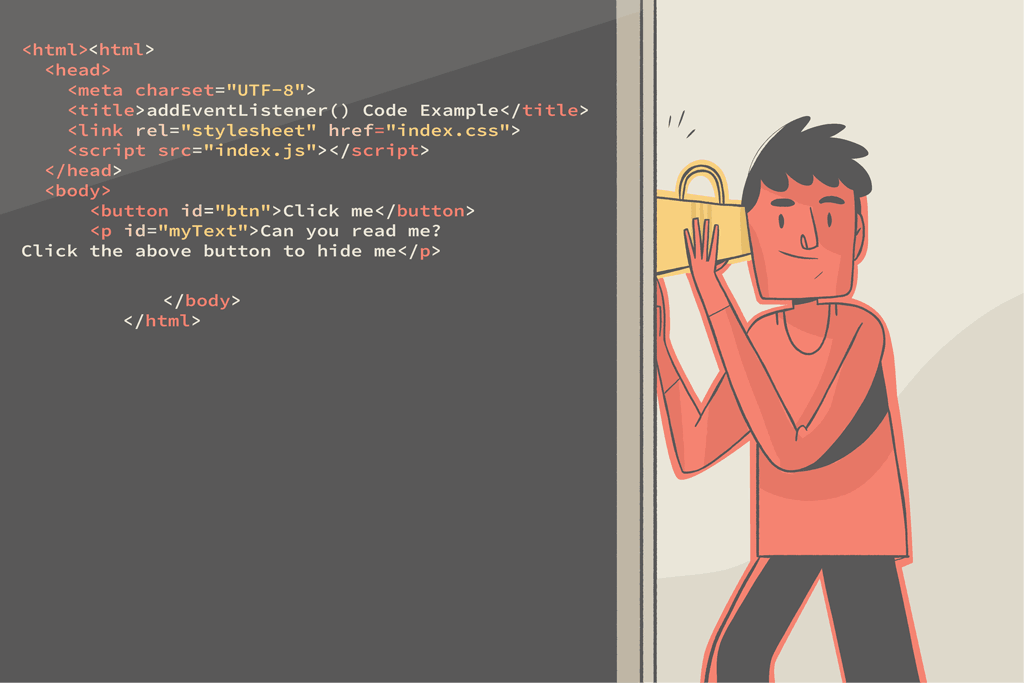 <html><html>
<head>
<meta charset="UTF-8">
<title>addEventListener() Code Example</title>
<link rel="stylesheet" href="index.css">
<script src="index.js"></script>
</head>
<body>
<button id="btn">Click me</button>
<p id="myText">Can you read me?
Click the above button to hide me</p>
</body>
</html>